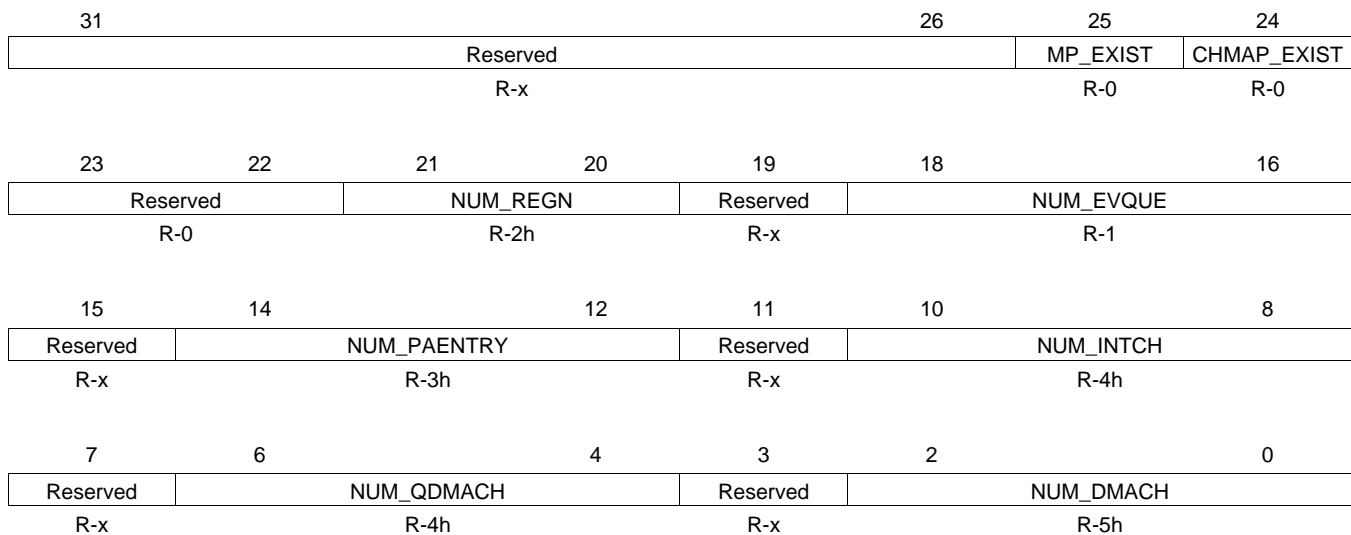 31 26 25 24
Reserved MP_EXIST CHMAP_EXIST
R-x R-0 R-0
23 22 21 20 19 18 16
Reserved NUM_REGN Reserved NUM_EVQUE
R-0 R-2h R-x R-1
15 14 12 11 10 8
Reserved NUM_PAENTRY Reserved NUM_INTCH
R-x R-3h R-x R-4h
7 6 4 3 2 0
Reserved NUM_QDMACH Reserved NUM_DMACH
R-x R-4h R-x R-5h